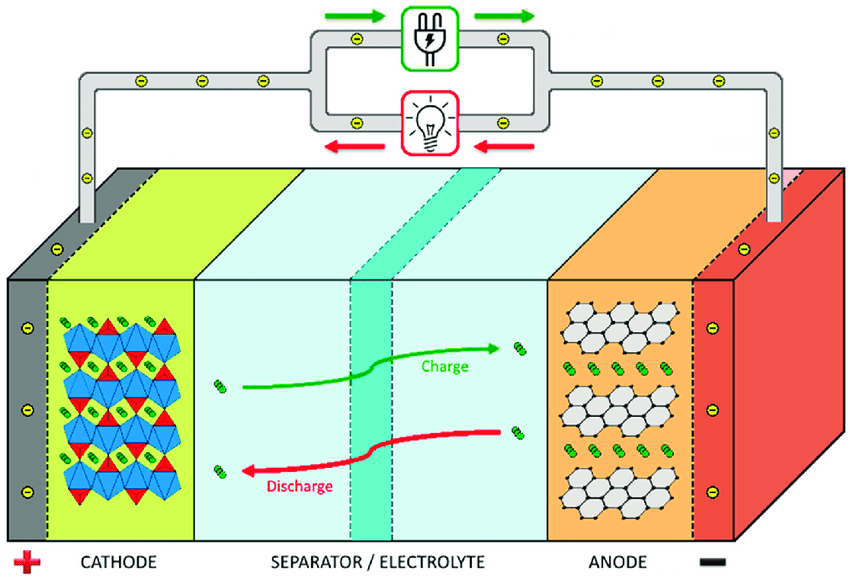 Charge
Discharge
CATHODE
SEPARATOR / ELECTROLYTE
ANODE